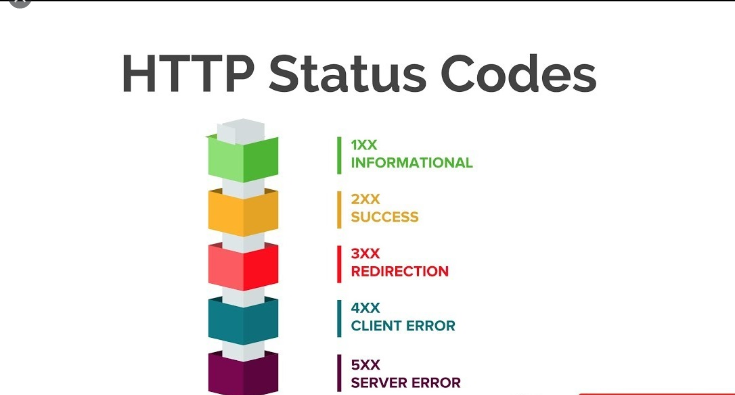 HTTP Status Codes
1XX
INFORMATIONAL
2XX
SUCCESS
3XX
REDIRECTION
4XX
CLIENT ERROR
5XX
SERVER ERROR